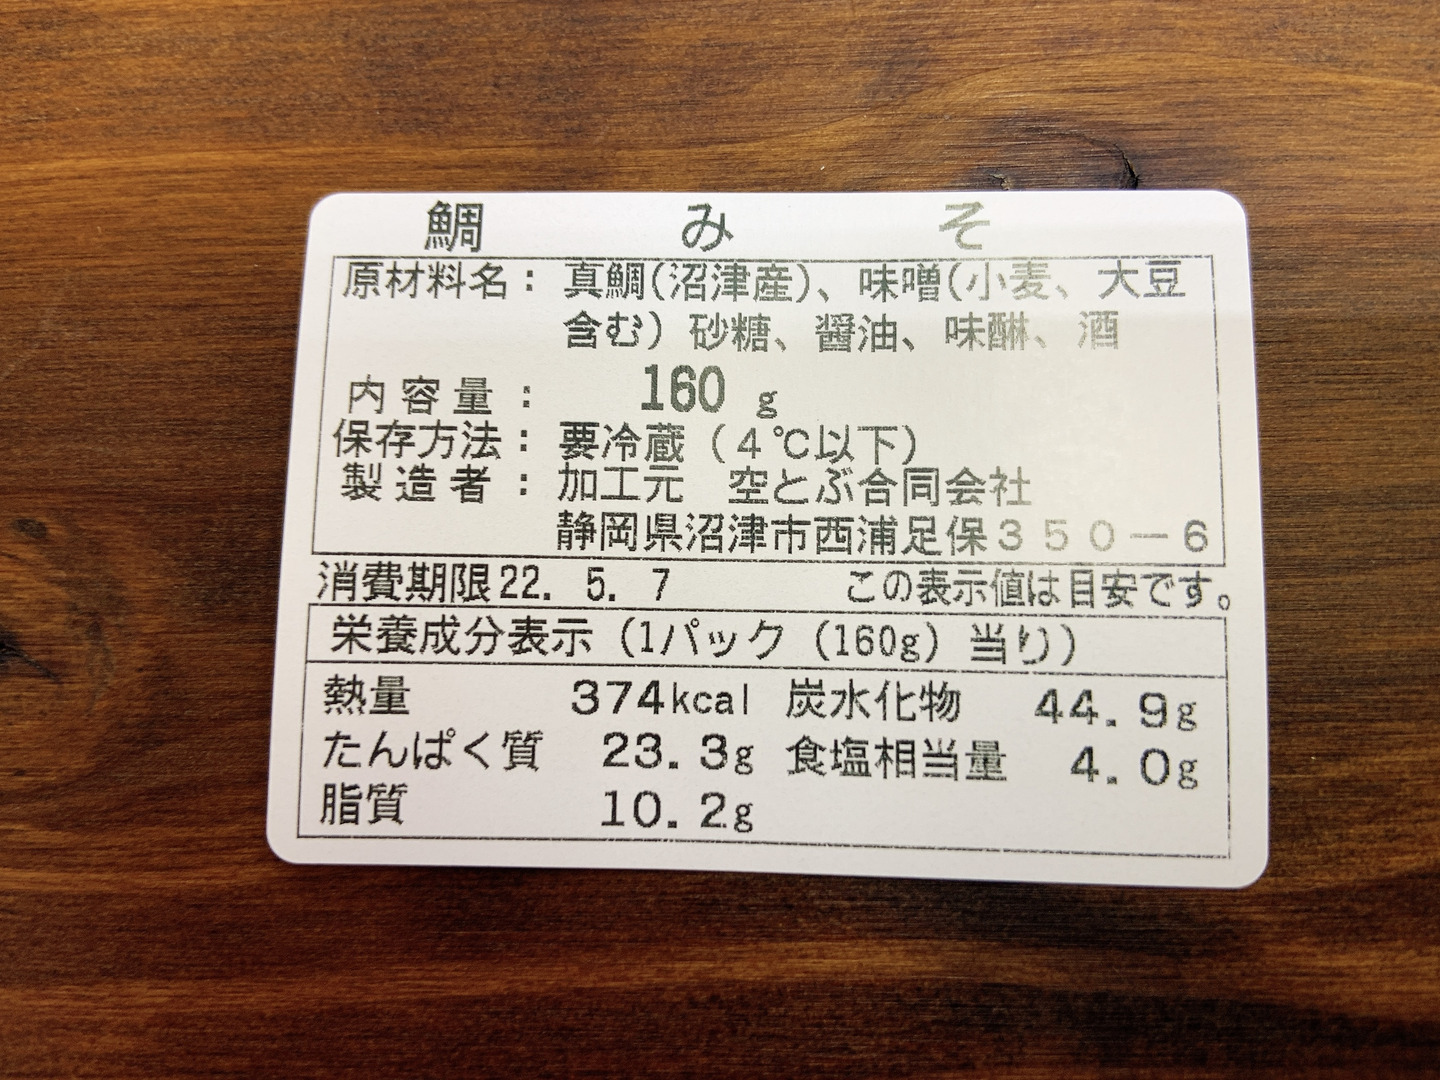 鯛みそ
原材料名：真鯛(沼津産)、味噌(小麦、大豆
含む) 砂糖、醤油、味醂、酒
内容量： 160 g
保存方法：要冷蔵（4℃以下）
製造者：加工元 空とぶ合同会社
静岡県沼津市西浦足保３５０－６
消費期限22. 5. 7 この表示値は目安です。
栄養成分表示（1パック（160g）当り）
熱量 374kcal 炭水化物 44.9g
たんぱく質 23.3g 食塩相当量 4.0g
脂質 10.2g